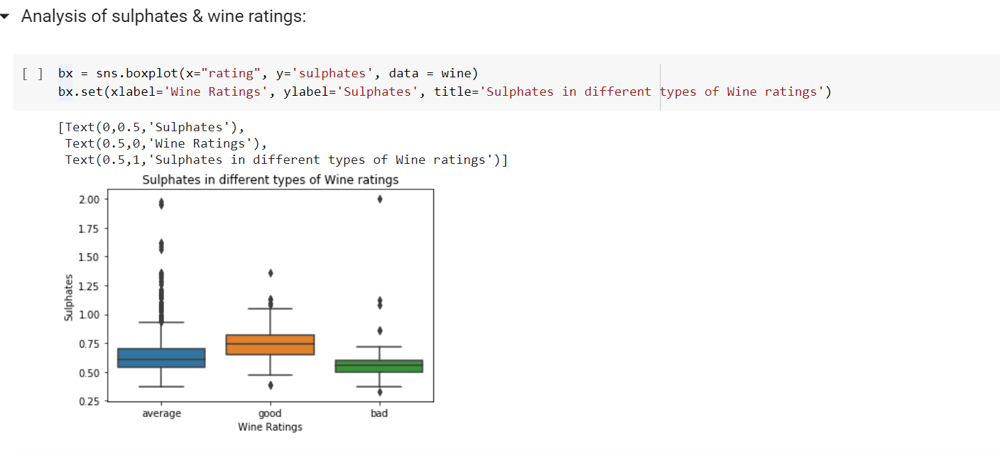 Analysis of sulphates & wine ratings:
[ ] bx = sns.boxplot(x="rating", y='sulphates', data = wine)
bx.set(xlabel='Wine Ratings', ylabel='Sulphates', title='Sulphates in different types of Wine ratings')
[Text(0,0.5,'Sulphates'),
Text(0.5,0,'Wine Ratings'),
Text(0.5,1,'Sulphates in different types of Wine ratings')]
Sulphates in different types of Wine ratings
2.00
1.75
1.50
1.25
1.00
0.75
0.50
0.25
Sulphates
average good bad
Wine Ratings